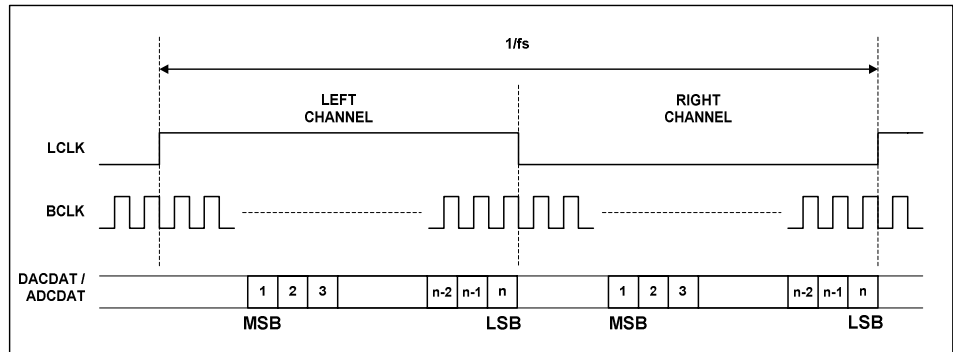 1/fs
LEFT
CHANNEL
RIGHT
CHANNEL
LCLK
BCLK
DACDAT /
ADCDAT
1 2 3 n-2 n-1 n 1 2 3 n-2 n-1 n
MSB LSB MSB LSB